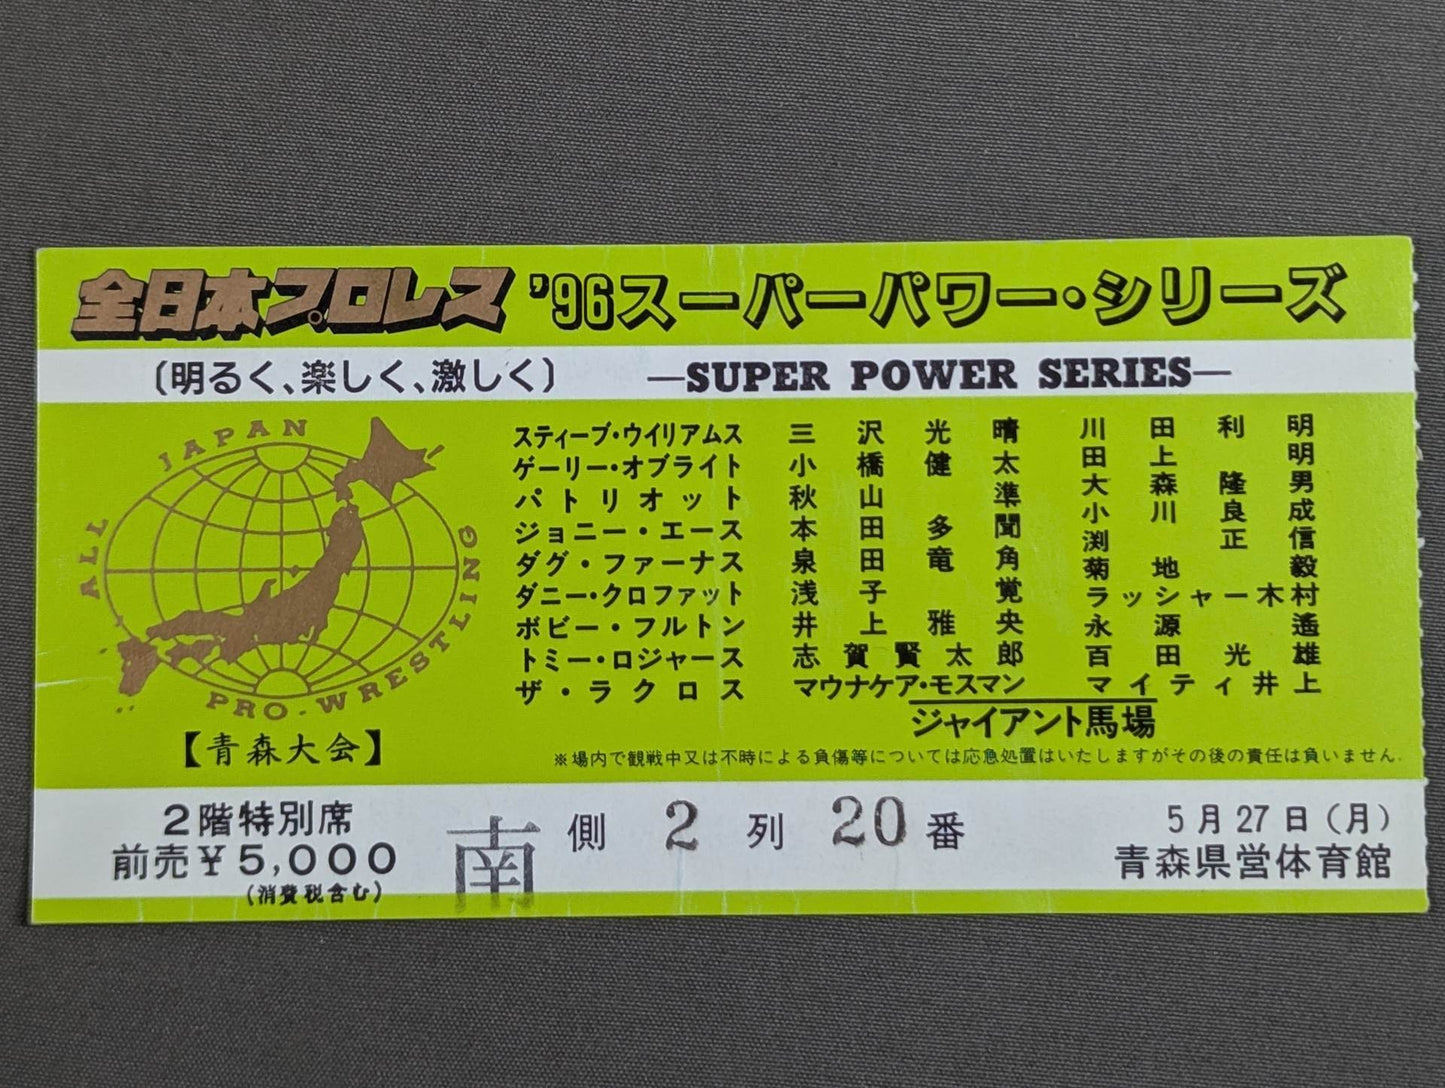 全日本プロレス '96スーパーパワー・シリーズ
〔明るく、楽しく、激しく〕 —SUPER POWER SERIES—
ALL JAPAN PRO-WRESTLING
【青森大会】
スティーブ・ウイリアムス 三沢光晴 川田利明
ゲーリー・オブライト 小橋健太 田上明
パトリオット 秋山準 大森隆男
ジョニー・エース 本田多聞 小川良成
ダグ・ファーナス 泉田竜角 渕正信
ダニー・クロファット 浅子覚 菊地毅
ボビー・フルトン 井上雅央 ラッシャー木村
トミー・ロジャース 志賀賢太郎 永源遙
ザ・ラクロス マウナケア・モスマン 百田光雄
マイティ井上
ジャイアント馬場
※場内で観戦中又は不時による負傷等については応急処置はいたしますがその後の責任は負いません.
2階特別席
前売¥5,000
(消費税含む)
南側 2列 20番
5月27日(月)
青森県営体育館